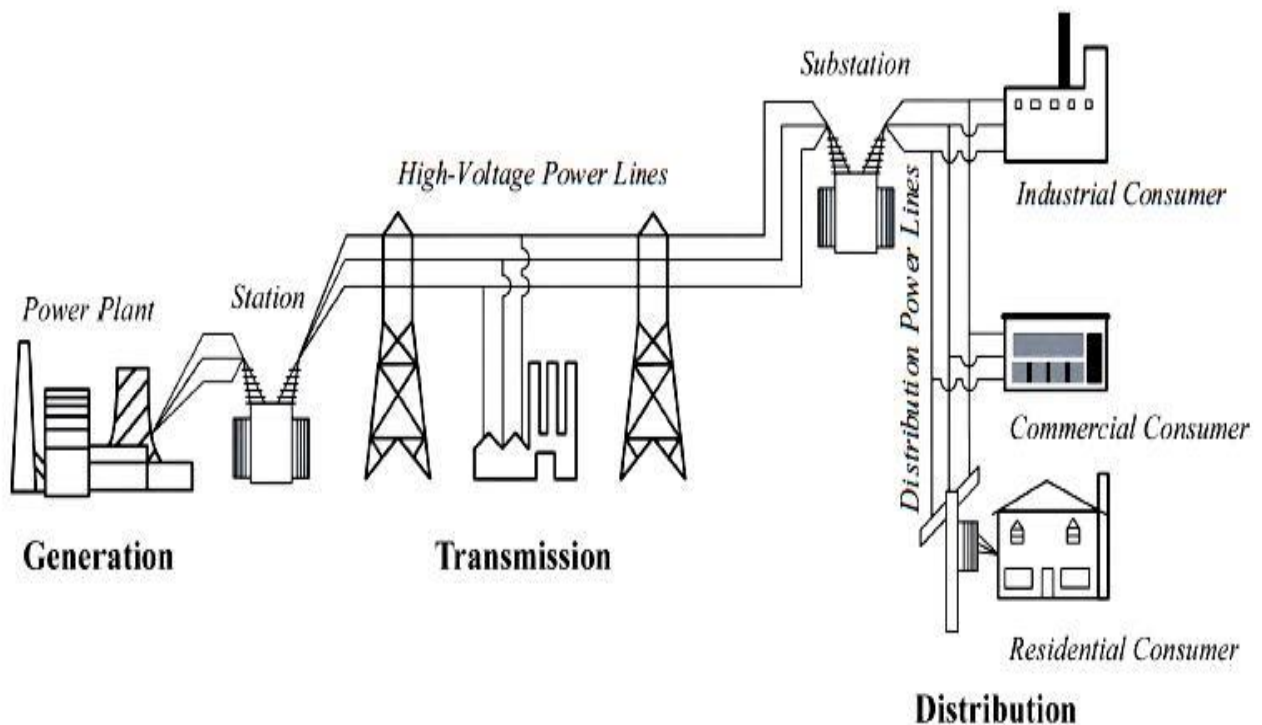 Substation
High-Voltage Power Lines
Industrial Consumer
Station
Power Plant
Distribution Power Lines
Commercial Consumer
Generation
Transmission
Residential Consumer
Distribution